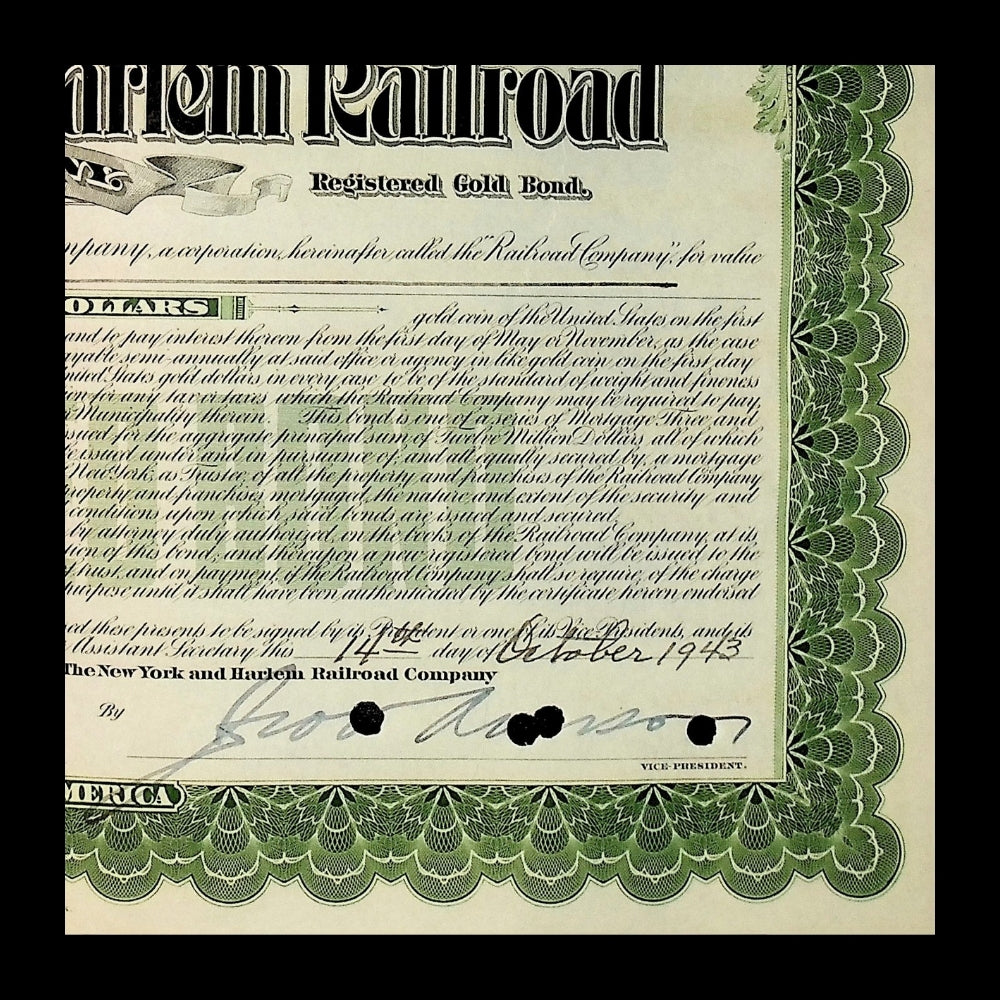 arlem Railroad
NY
Registered Gold Bond.
mpany, a corporation, hereinafter called the "Railroad Company," for value
OLLARS
gold coin of the United States on the first
and to pay interest thereon from the first day of May or November, as the case
ayable semi-annually at said office or agency in like gold coin on the first day
nited States gold dollars, in every case to be of the standard of weight and fineness
ion for any tax or taxes which the Railroad Company may be required to pay,
r Municipality therein. This bond is one of a series of Mortgage Three and
ssued for the aggregate principal sum of Twelve Million Dollars, all of which
e issued under and in pursuance of and all equally secured by, a mortgage
New York, as Trustee, of all the property and franchises of the Railroad Company
roperty and franchises mortgaged, the nature and extent of the security and
conditions upon which said bonds are issued and secured.
by attorney duly authorized, on the books of the Railroad Company, at its
tion of this bond, and thereupon a new registered bond will be issued to the
f trust, and on payment, if the Railroad Company shall so require, of the charge
purpose until it shall have been authenticated by the certificate hereon endorsed
ed these presents to be signed by its President or one of its Vice Presidents, and its
Assistant Secretary this 14th day of October 1943
The New York and Harlem Railroad Company
By
VICE-PRESIDENT.
MERICA